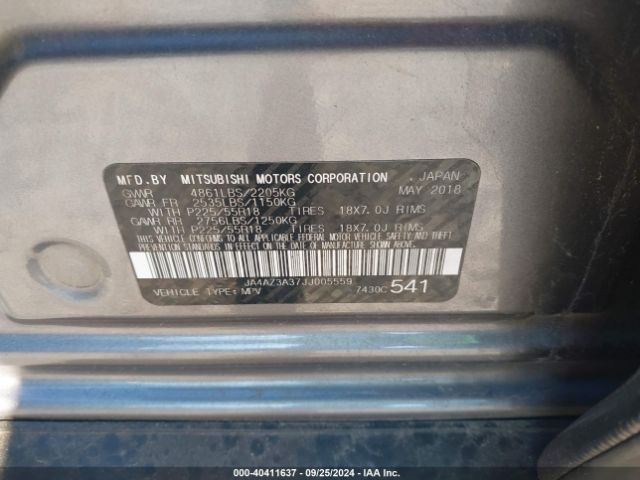 MFD.BY MITSUBISHI MOTORS CORPORATION JAPAN
GVWR 4861LBS/2205KG MAY 2018
GAWR FR 2535LBS/1150KG
WITH P225/55R18 18X7.0J RIMS
GAWR RR 2756LBS/1250KG
WITH P225/55R18 18X7.0J RIMS
THIS VEHICLE CONFORMS TO ALL APPLICABLE FEDERAL MOTOR VEHICLE SAFETY, BUMPER AND THEFT
PREVENTION STANDARDS IN EFFECT ON THE DATE OF MANUFACTURE SHOWN ABOVE.
JA4AZ3A37JJ005559
VEHICLE TYPE: MPV 7430C 541
000-40411637 - 09/25/2024 - IAA Inc.